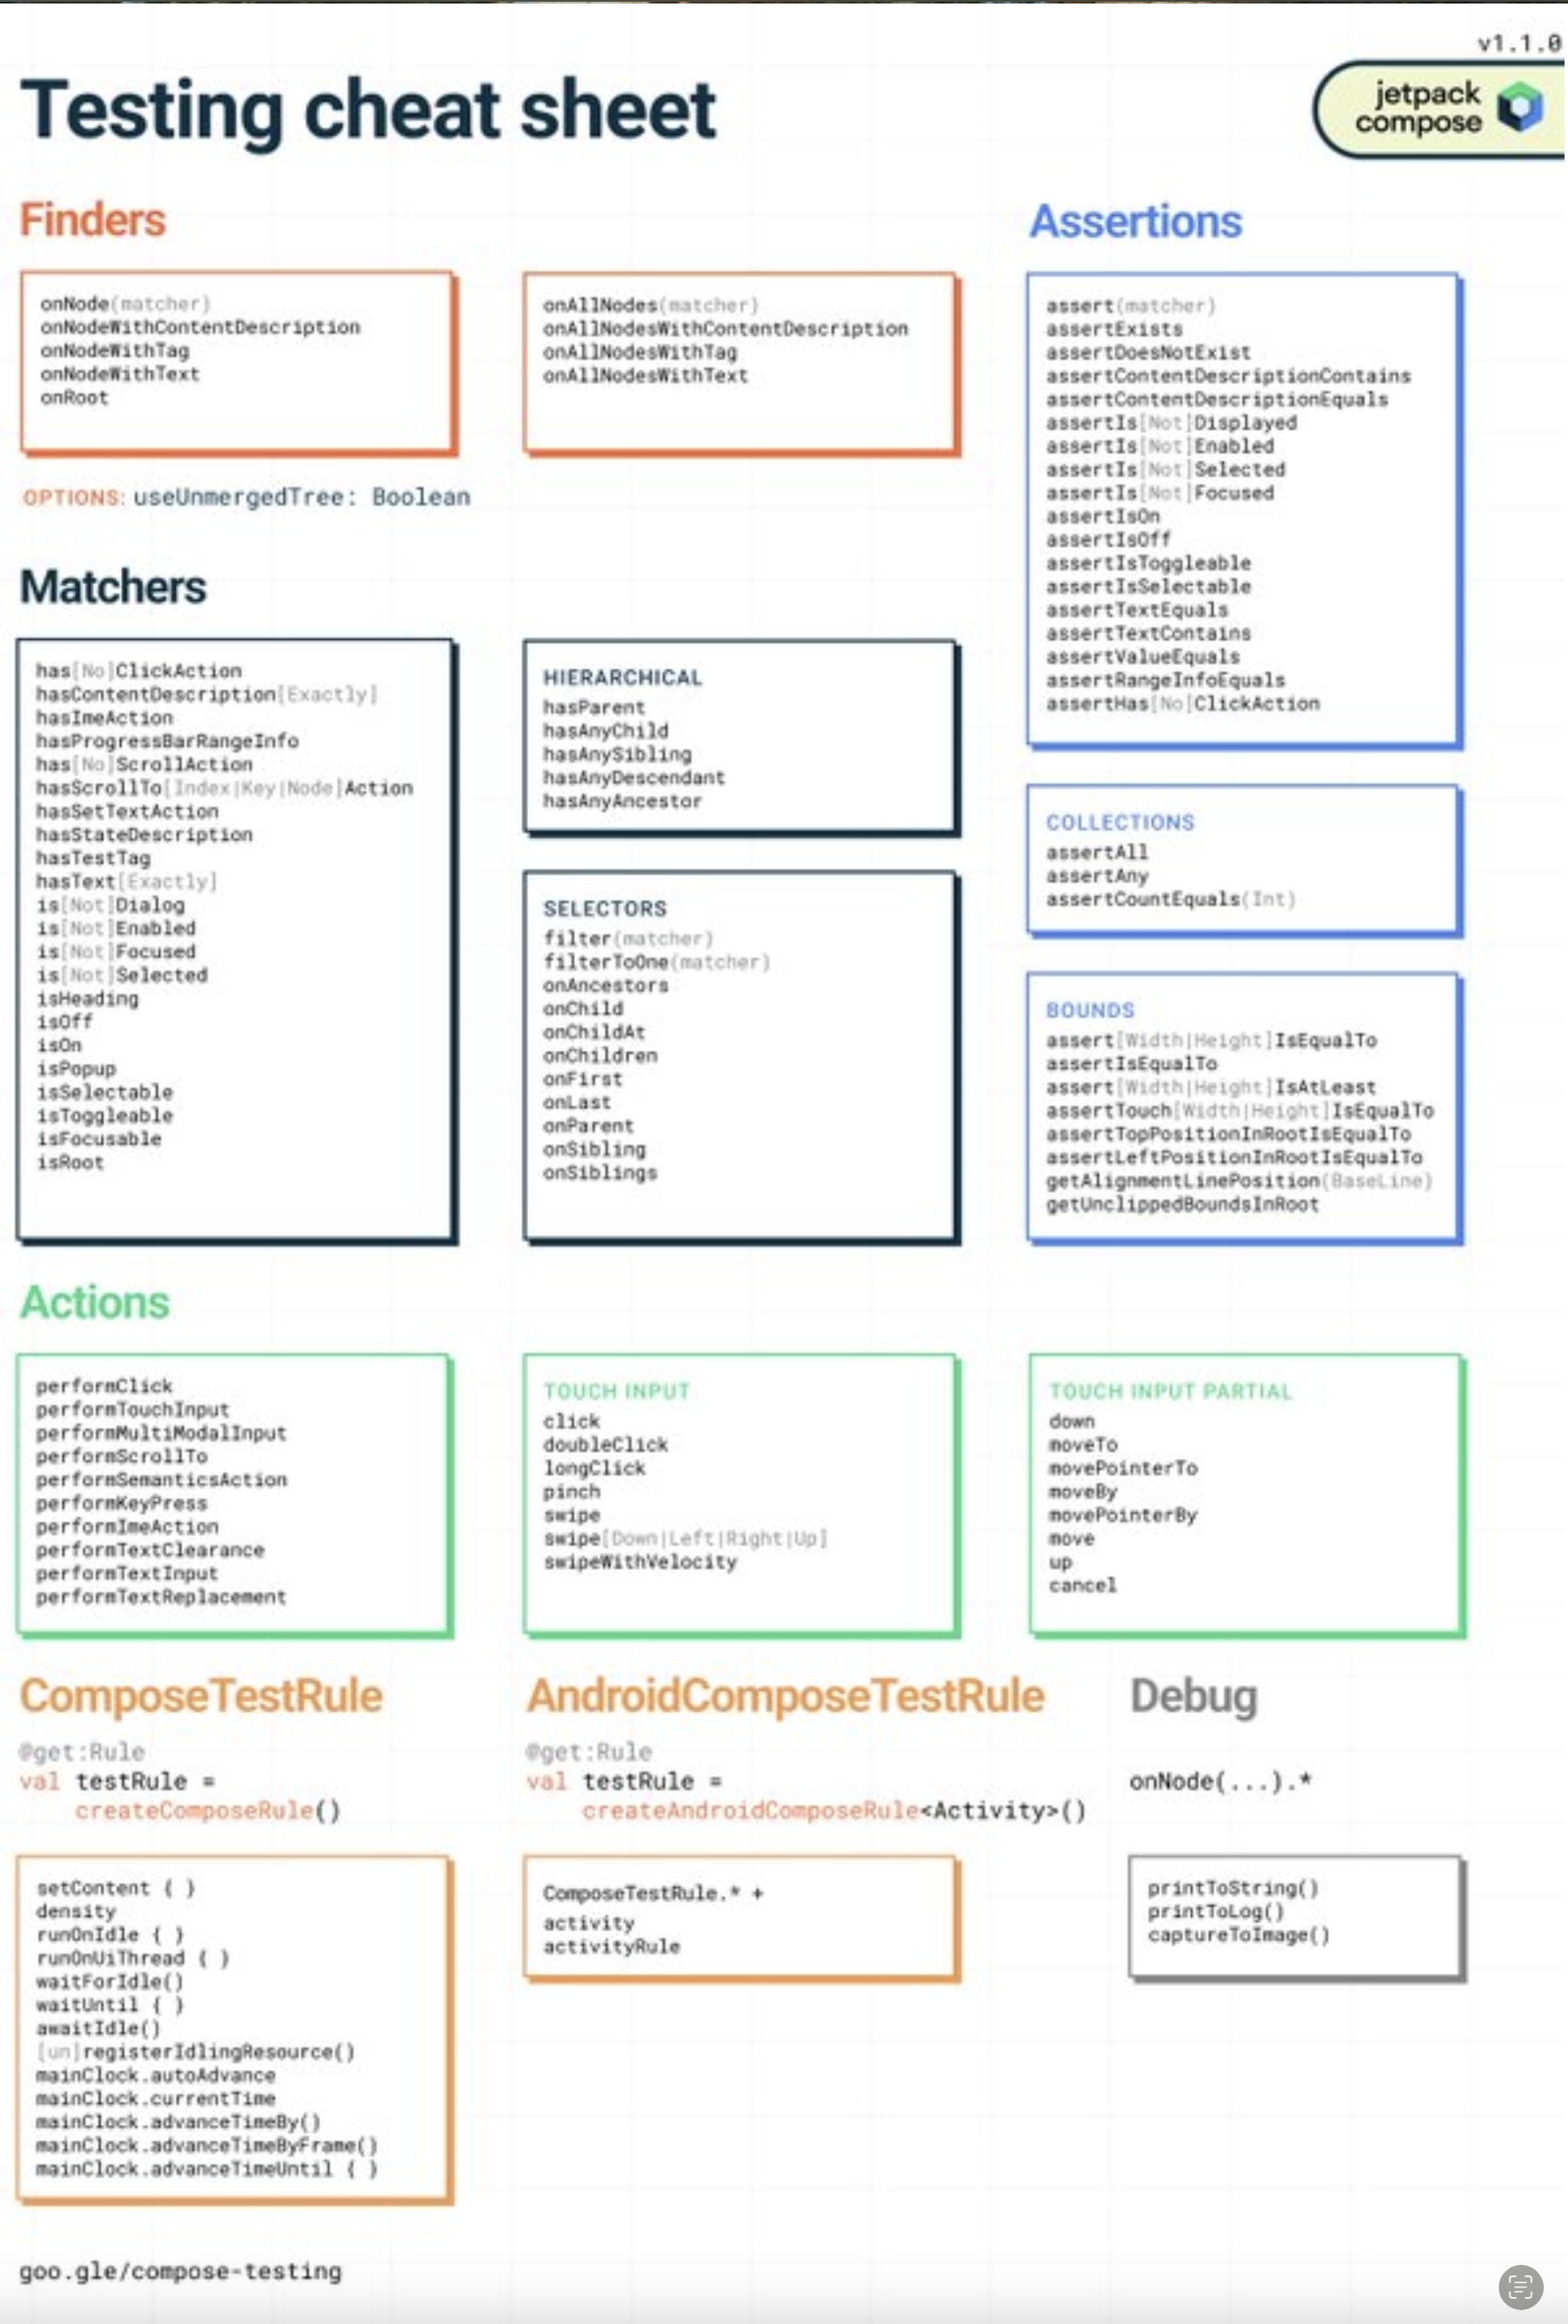 v1.1.0
Testing cheat sheet
jetpack
compose
Finders
onNode(matcher)
onNodeWithContentDescription
onNodeWithTag
onNodeWithText
onRoot
onAllNodes(matcher)
onAllNodesWithContentDescription
onAllNodesWithTag
onAllNodesWithText
OPTIONS: useUnmergedTree: Boolean
Matchers
has[No]ClickAction
hasContentDescription[Exactly]
hasImeAction
hasProgressBarRangeInfo
has[No]ScrollAction
hasScrollTo[Index|Key|Node]Action
hasSetTextAction
hasStateDescription
hasTestTag
hasText[Exactly]
is[Not]Dialog
is[Not]Enabled
is[Not]Focused
is[Not]Selected
isHeading
isOff
isOn
isPopup
isSelectable
isToggleable
isFocusable
isRoot
HIERARCHICAL
hasParent
hasAnyChild
hasAnySibling
hasAnyDescendant
hasAnyAncestor
SELECTORS
filter(matcher)
filterToOne(matcher)
onAncestors
onChild
onChildAt
onChildren
onFirst
onLast
onParent
onSibling
onSiblings
Assertions
assert(matcher)
assertExists
assertDoesNotExist
assertContentDescriptionContains
assertContentDescriptionEquals
assertIs[Not]Displayed
assertIs[Not]Enabled
assertIs[Not]Selected
assertIs[Not]Focused
assertIsOn
assertIsOff
assertIsToggleable
assertIsSelectable
assertTextEquals
assertTextContains
assertValueEquals
assertRangeInfoEquals
assertHas[No]ClickAction
COLLECTIONS
assertAll
assertAny
assertCountEquals(Int)
BOUNDS
assert[Width|Height]IsEqualTo
assertIsEqualTo
assert[Width|Height]IsAtLeast
assertTouch[Width|Height]IsEqualTo
assertTopPositionInRootIsEqualTo
assertLeftPositionInRootIsEqualTo
getAlignmentLinePosition(BaseLine)
getUnclippedBoundsInRoot
Actions
performClick
performTouchInput
performMultiModalInput
performScrollTo
performSemanticsAction
performKeyPress
performImeAction
performTextClearance
performTextInput
performTextReplacement
TOUCH INPUT
click
doubleClick
longClick
pinch
swipe
swipe[Down|Left|Right|Up]
swipeWithVelocity
TOUCH INPUT PARTIAL
down
moveTo
movePointerTo
moveBy
movePointerBy
move
up
cancel
ComposeTestRule
@get:Rule
val testRule =
createComposeRule()
setContent { }
density
runOnIdle { }
runOnUiThread { }
waitForIdle()
waitUntil { }
awaitIdle()
[un]registerIdlingResource()
mainClock.autoAdvance
mainClock.currentTime
mainClock.advanceTimeBy()
mainClock.advanceTimeByFrame()
mainClock.advanceTimeUntil { }
AndroidComposeTestRule
@get:Rule
val testRule =
createAndroidComposeRule<Activity>()
ComposeTestRule.* +
activity
activityRule
Debug
onNode(...).*
printToString()
printToLog()
captureToImage()
goo.gle/compose-testing